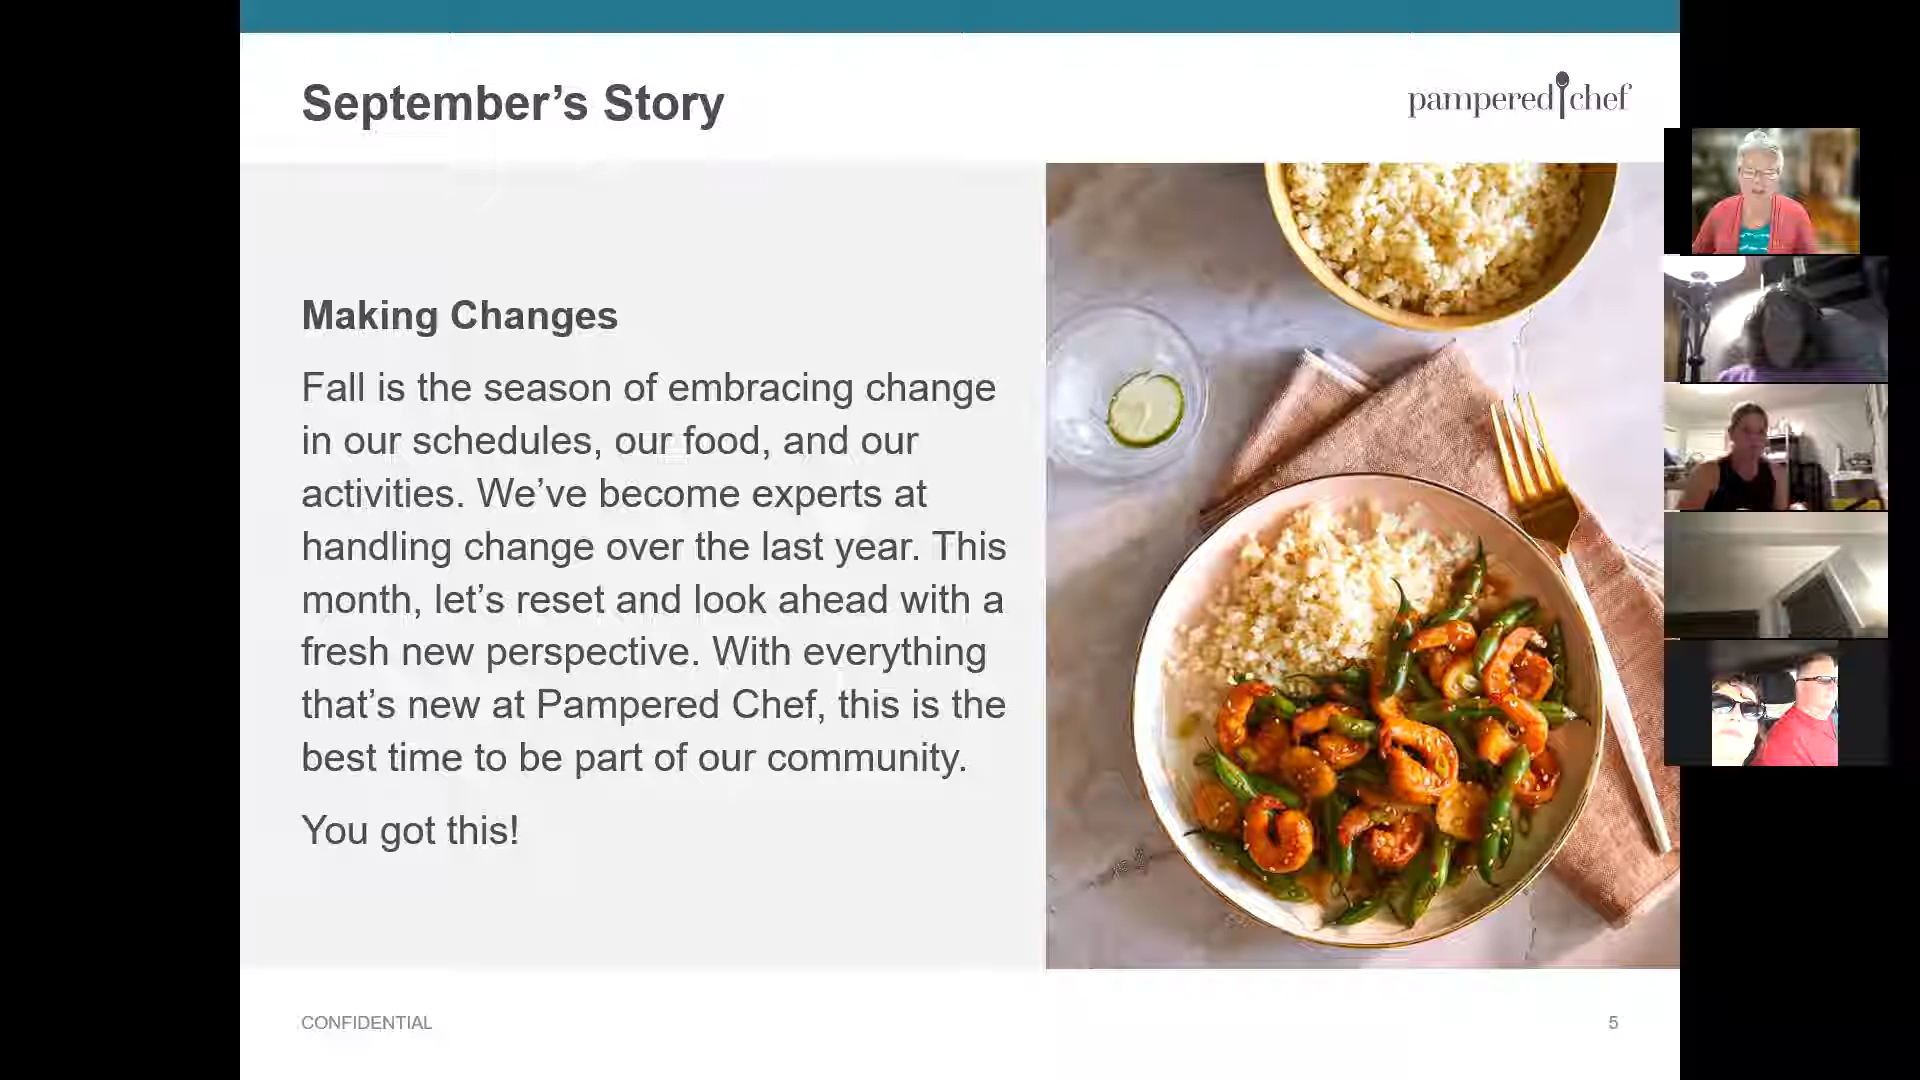 September’s Story
pampered chef
Making Changes
Fall is the season of embracing change
in our schedules, our food, and our
activities. We’ve become experts at
handling change over the last year. This
month, let’s reset and look ahead with a
fresh new perspective. With everything
that’s new at Pampered Chef, this is the
best time to be part of our community.
You got this!
CONFIDENTIAL
5